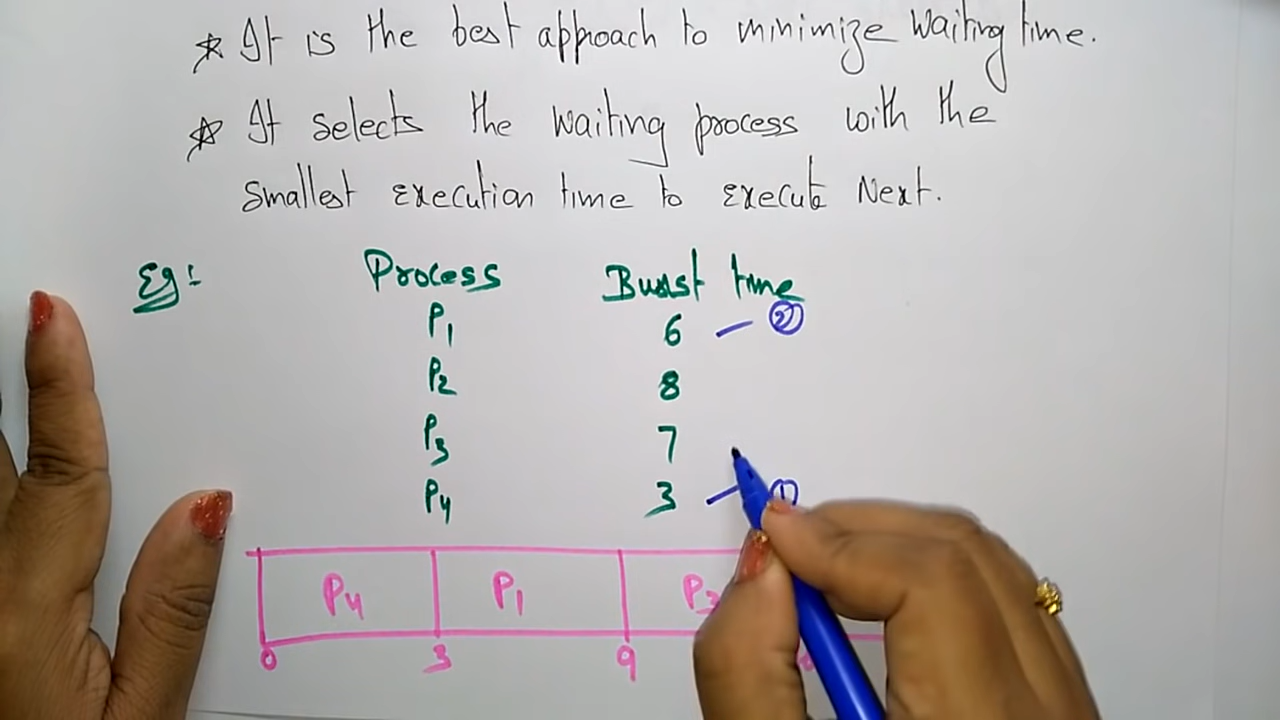 ☆ It is the best approach to minimize waiting time.
☆ It selects the waiting process with the
smallest execution time to execute Next.
Eg:
Process Burst time
P1 6 – ②
P2 8
P3 7
P4 3 – ①
P4 P1 P3
0 3 9